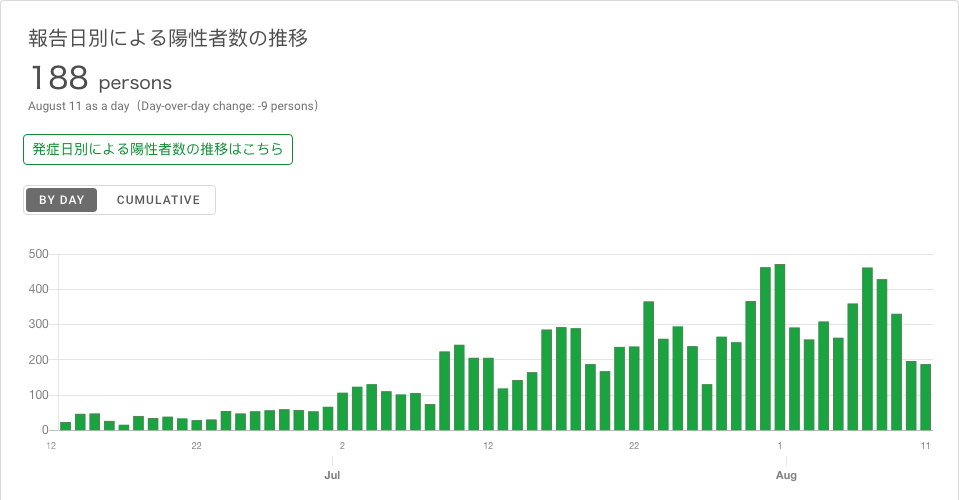 報告日別による陽性者数の推移
188 persons
August 11 as a day（Day-over-day change: -9 persons）
発症日別による陽性者数の推移はこちら
BY DAY CUMULATIVE
500
400
300
200
100
0
12 22 2 12 22 1 11
Jul Aug